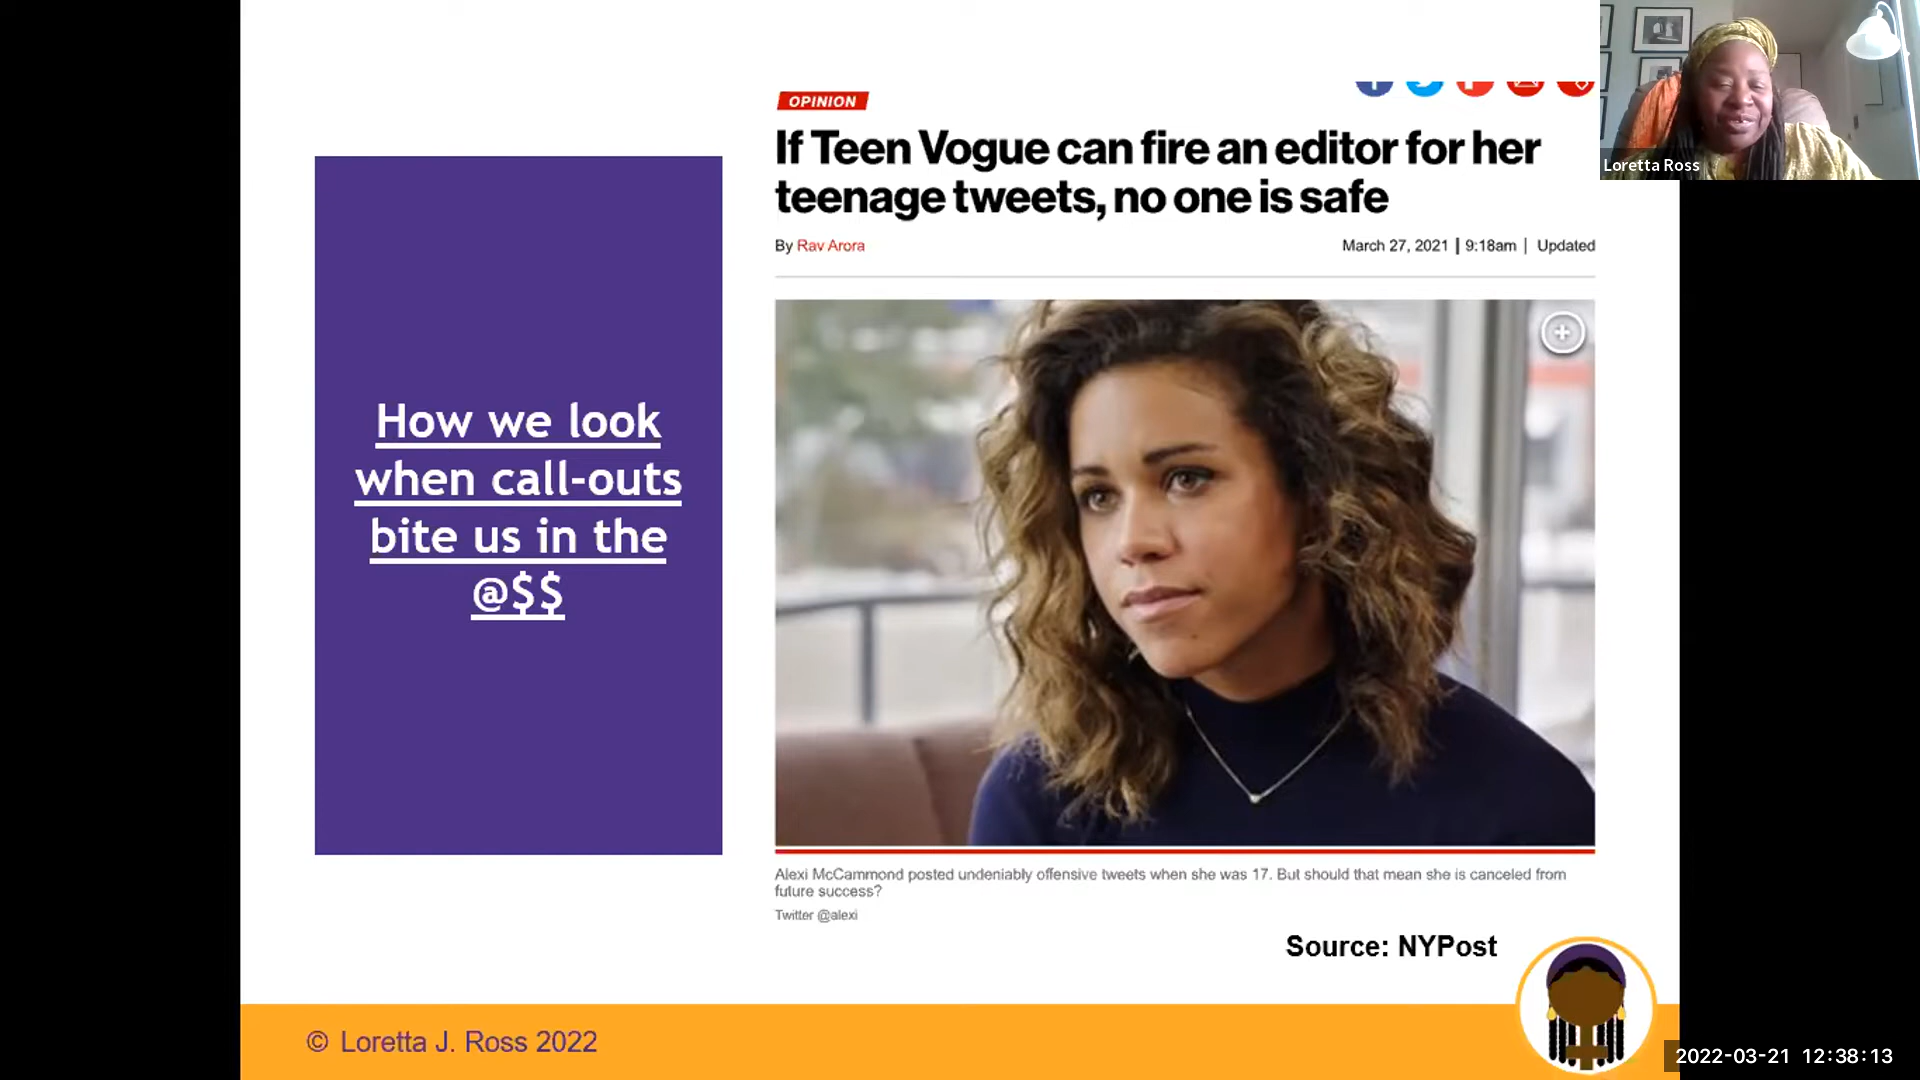 OPINION
If Teen Vogue can fire an editor for her
teenage tweets, no one is safe
By Rav Arora
March 27, 2021 | 9:18am | Updated
How we look
when call-outs
bite us in the
@$$
Alexi McCammond posted undeniably offensive tweets when she was 17. But should that mean she is canceled from
future success?
Twitter @alexi
Source: NYPost
© Loretta J. Ross 2022
Loretta Ross
2022-03-21 12:38:13